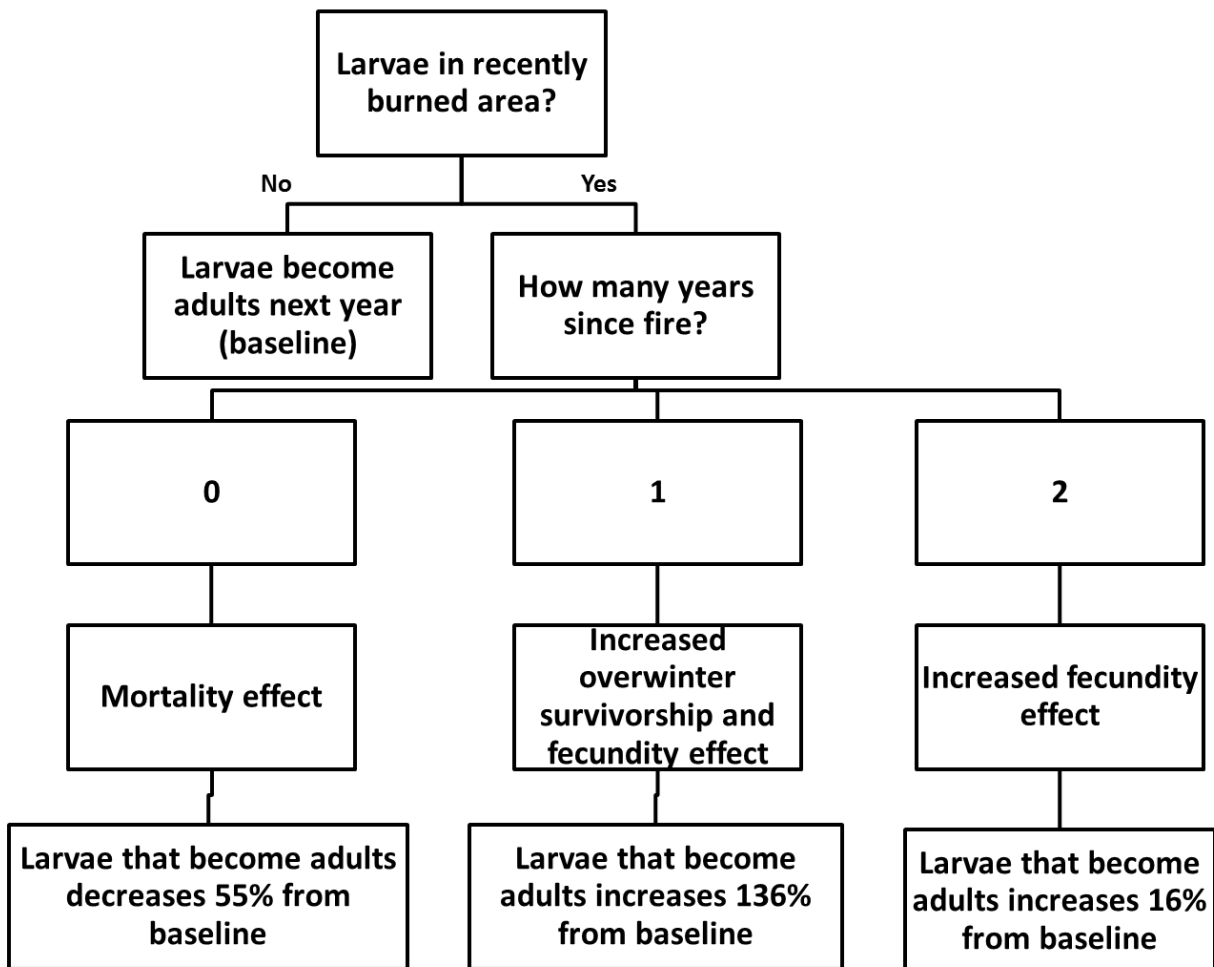 Larvae in recently
burned area?
No
Yes
Larvae become
adults next year
(baseline)
How many years
since fire?
0
1
2
Mortality effect
Increased
overwinter
survivorship and
fecundity effect
Increased fecundity
effect
Larvae that become adults
decreases 55% from
baseline
Larvae that become
adults increases 136%
from baseline
Larvae that become
adults increases 16%
from baseline